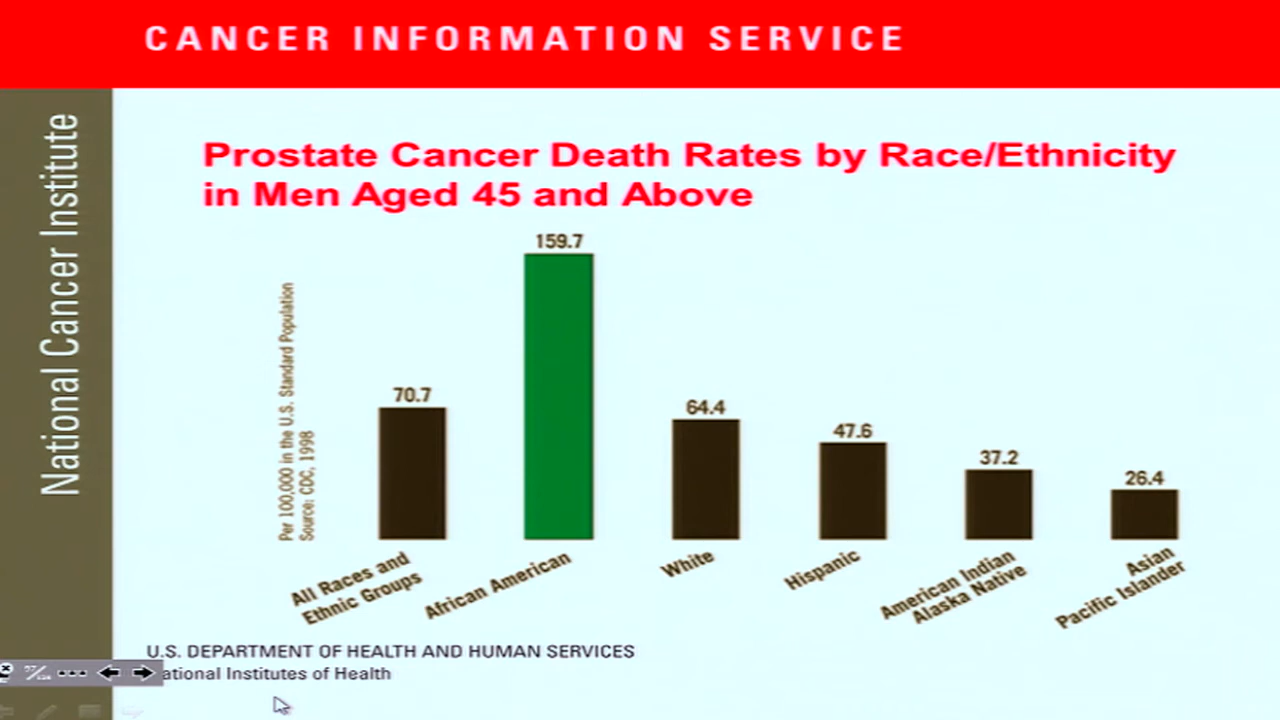 CANCER INFORMATION SERVICE
National Cancer Institute
Prostate Cancer Death Rates by Race/Ethnicity
in Men Aged 45 and Above
Per 100,000 in the U.S. Standard Population
Source: CDC, 1998
70.7
159.7
64.4
47.6
37.2
26.4
All Races and
Ethnic Groups
African American
White
Hispanic
American Indian
Alaska Native
Asian
Pacific Islander
U.S. DEPARTMENT OF HEALTH AND HUMAN SERVICES
ational Institutes of Health